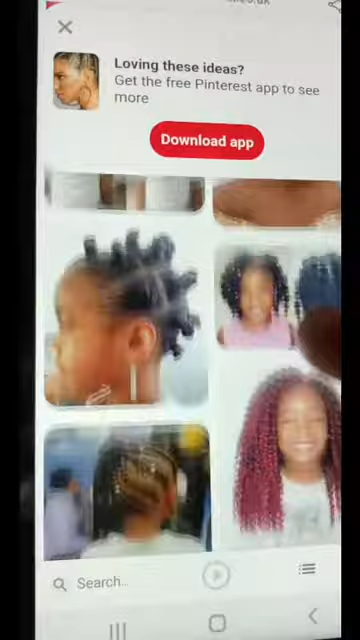 Loving these ideas?
Get the free Pinterest app to see
more
Download app
Search...